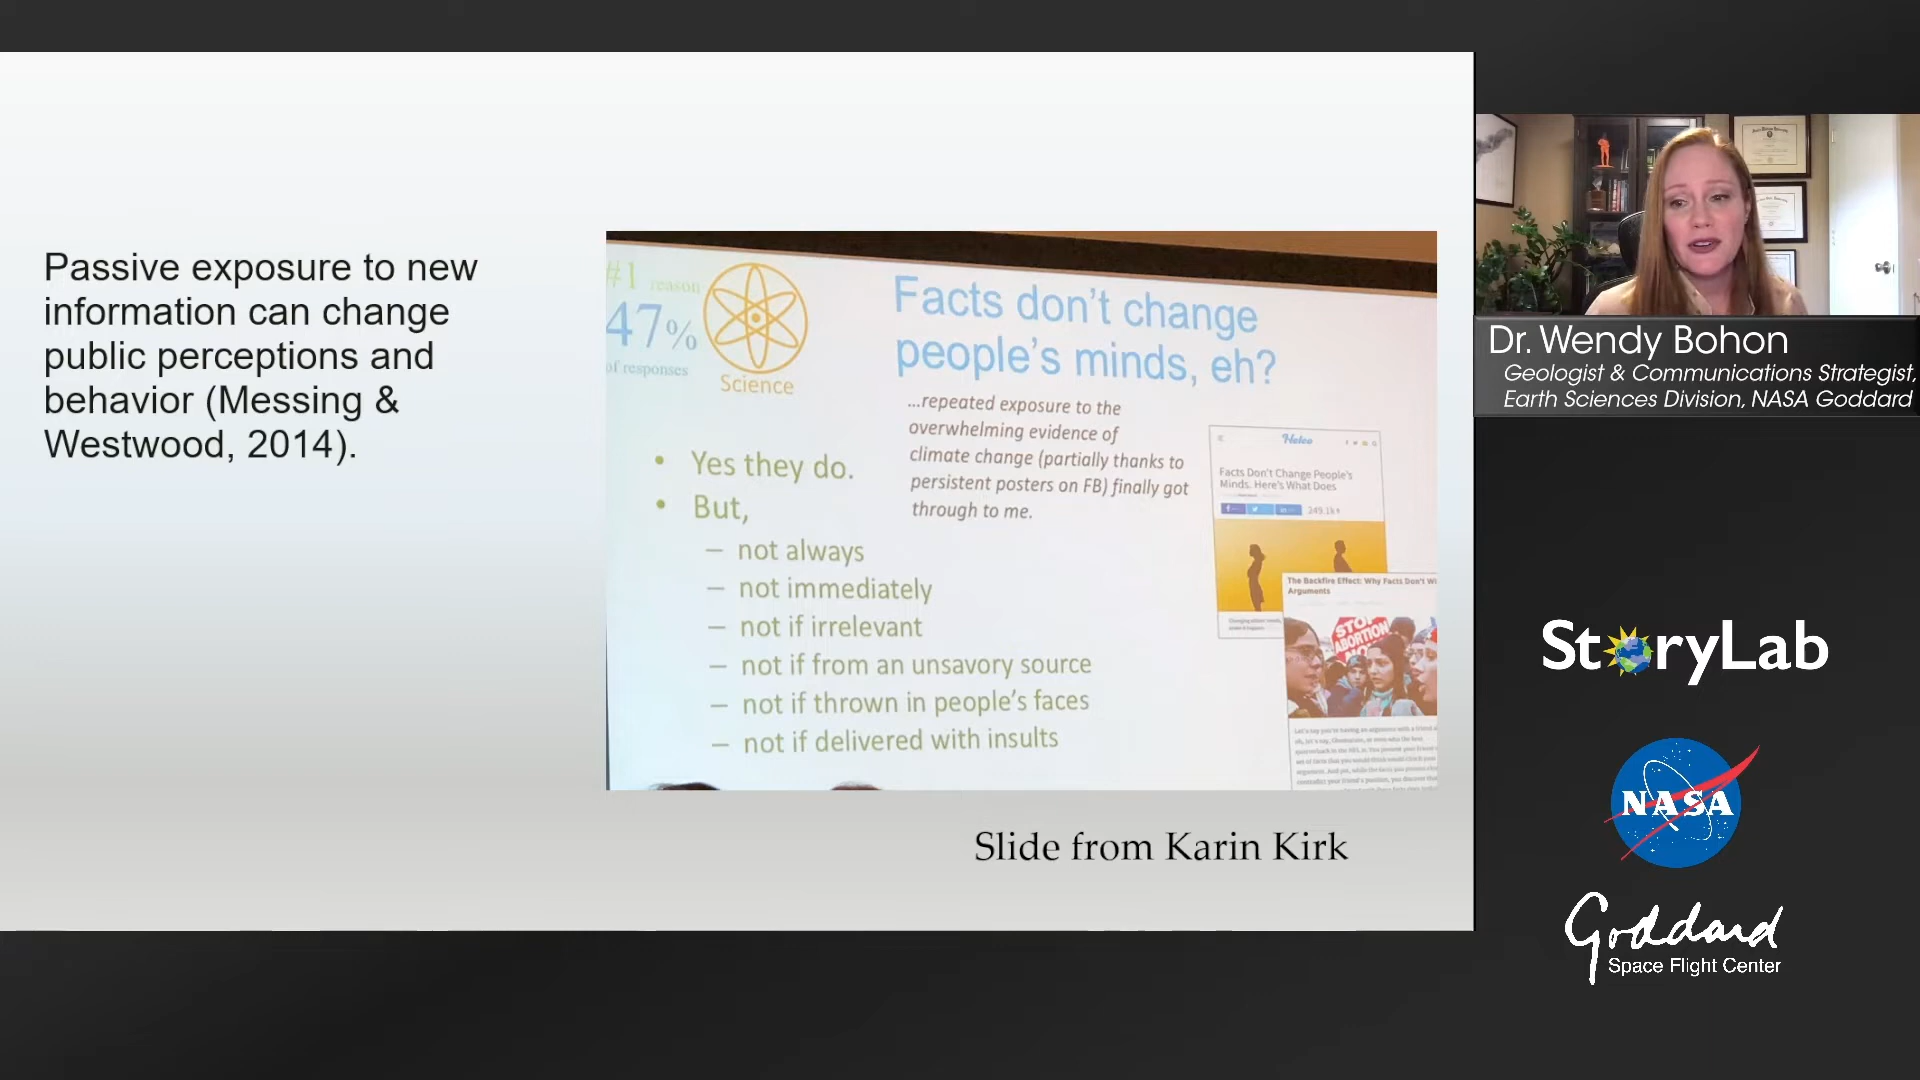 Passive exposure to new
information can change
public perceptions and
behavior (Messing &
Westwood, 2014).
#1 reason
47%
of responses
Science
Facts don't change
people's minds, eh?
...repeated exposure to the
overwhelming evidence of
climate change (partially thanks to
persistent posters on FB) finally got
through to me.
• Yes they do.
• But,
– not always
– not immediately
– not if irrelevant
– not if from an unsavory source
– not if thrown in people's faces
– not if delivered with insults
Heleo
Facts Don't Change People's
Minds. Here's What Does
249.1k
The Backfire Effect: Why Facts Don't Wi
Arguments
STOP
ABORTION
Slide from Karin Kirk
Dr. Wendy Bohon
Geologist & Communications Strategist,
Earth Sciences Division, NASA Goddard
StoryLab
NASA
Goddard
Space Flight Center